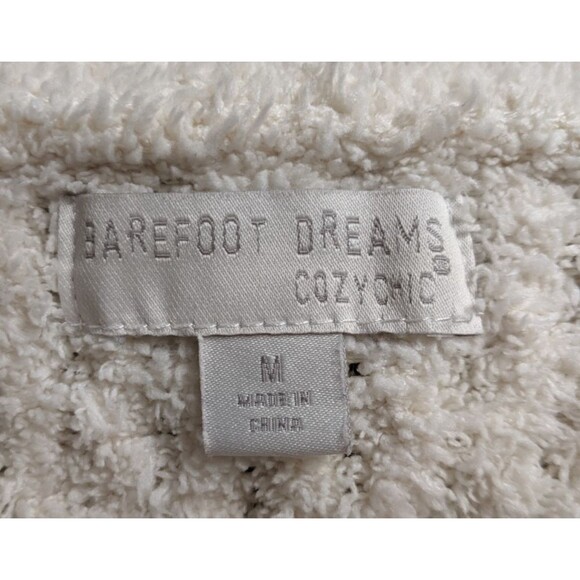 BAREFOOT DREAMS
COZYCHIC®
M
MADE IN
CHINA